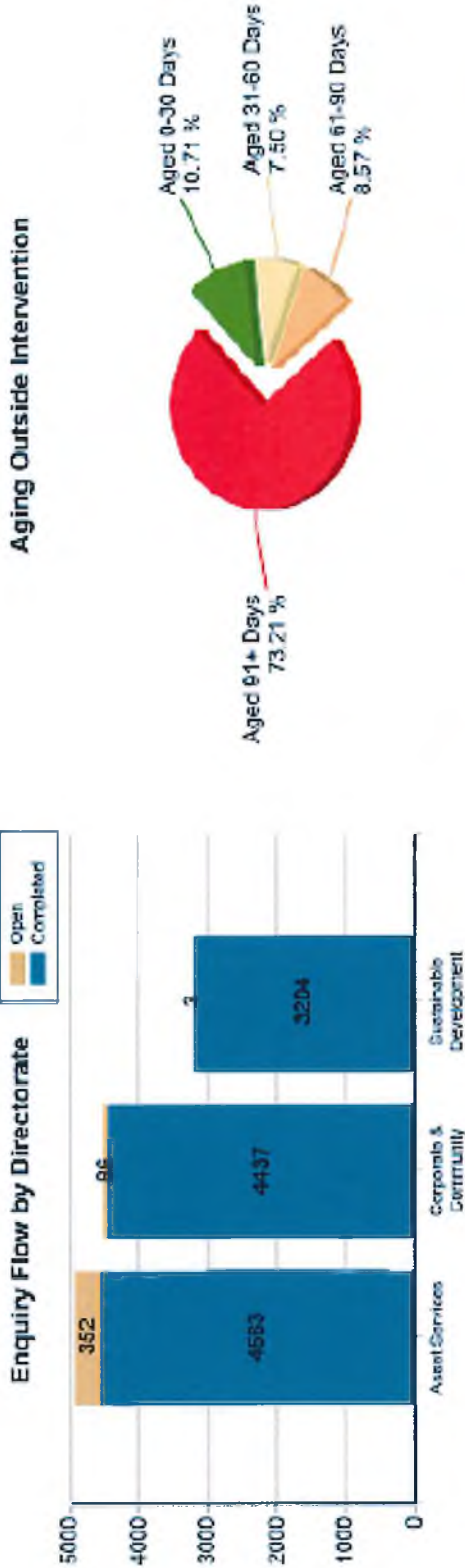 Enquiry Flow by Directorate
Open
Completed
5000
4000
3000
2000
1000
0
352
4563
96
4437
3
3204
Asset Services
Corporate &
Community
Sustainable
Development
Aging Outside Intervention
Aged 0-30 Days
10.71 %
Aged 31-60 Days
7.50 %
Aged 61-90 Days
8.57 %
Aged 91+ Days
73.21 %